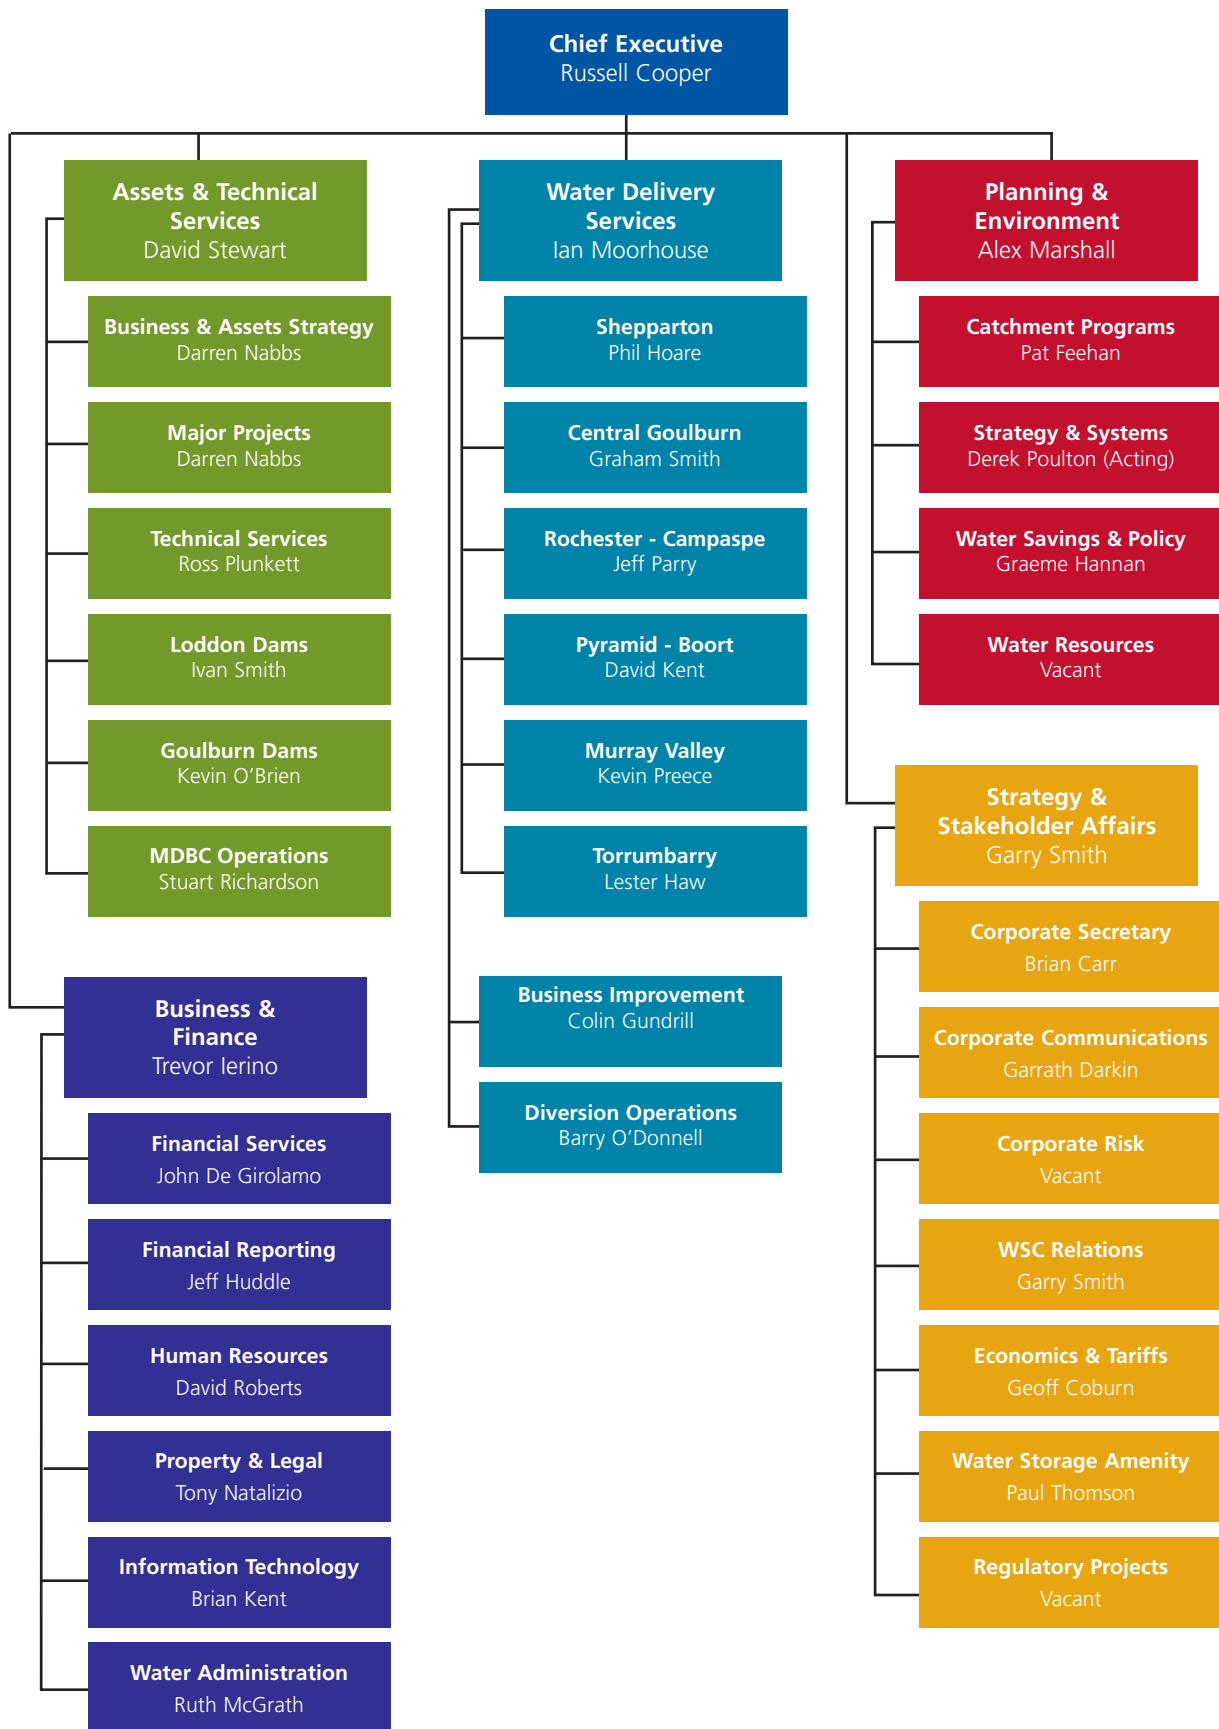 Chief Executive
Russell Cooper
Assets & Technical
Services
David Stewart
Business & Assets Strategy
Darren Nabbs
Major Projects
Darren Nabbs
Technical Services
Ross Plunkett
Loddon Dams
Ivan Smith
Goulburn Dams
Kevin O’Brien
MDBC Operations
Stuart Richardson
Business &
Finance
Trevor Ierino
Financial Services
John De Girolamo
Financial Reporting
Jeff Huddle
Human Resources
David Roberts
Property & Legal
Tony Natalizio
Information Technology
Brian Kent
Water Administration
Ruth McGrath
Water Delivery
Services
Ian Moorhouse
Shepparton
Phil Hoare
Central Goulburn
Graham Smith
Rochester - Campaspe
Jeff Parry
Pyramid - Boort
David Kent
Murray Valley
Kevin Preece
Torrumbarry
Lester Haw
Business Improvement
Colin Gundrill
Diversion Operations
Barry O’Donnell
Planning &
Environment
Alex Marshall
Catchment Programs
Pat Feehan
Strategy & Systems
Derek Poulton (Acting)
Water Savings & Policy
Graeme Hannan
Water Resources
Vacant
Strategy &
Stakeholder Affairs
Garry Smith
Corporate Secretary
Brian Carr
Corporate Communications
Garrath Darkin
Corporate Risk
Vacant
WSC Relations
Garry Smith
Economics & Tariffs
Geoff Coburn
Water Storage Amenity
Paul Thomson
Regulatory Projects
Vacant